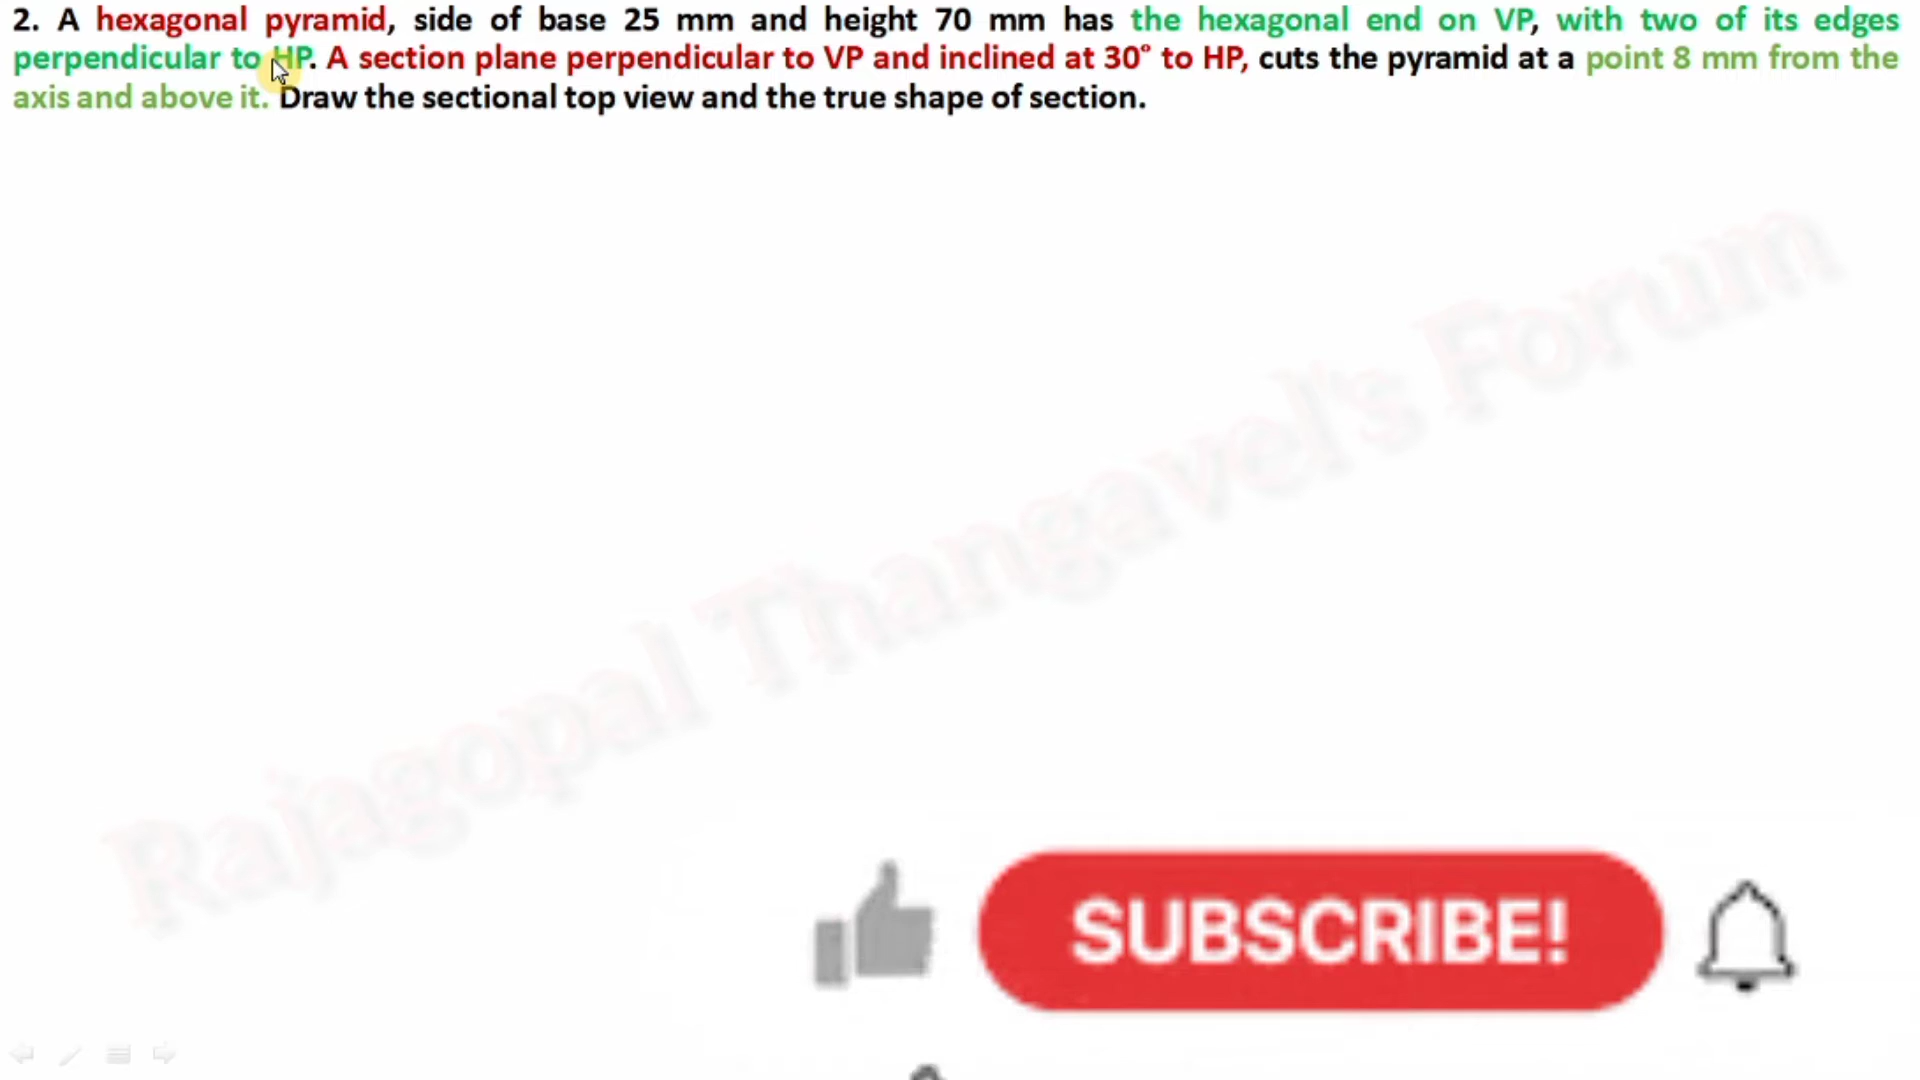 2. A hexagonal pyramid, side of base 25 mm and height 70 mm has the hexagonal end on VP, with two of its edges
perpendicular to HP. A section plane perpendicular to VP and inclined at 30° to HP, cuts the pyramid at a point 8 mm from the
axis and above it. Draw the sectional top view and the true shape of section.
Rajagopal Thangavel's Forum
SUBSCRIBE!